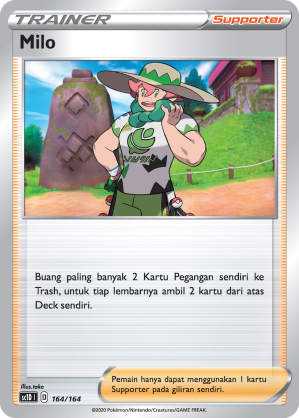 TRAINER Supporter
Milo
Buang paling banyak 2 Kartu Pegangan sendiri ke
Trash, untuk tiap lembarnya ambil 2 kartu dari atas
Deck sendiri.
Illus.toke
Pemain hanya dapat menggunakan 1 kartu
Supporter pada giliran sendiri.
sc1D I D 164/164
©2020 Pokémon/Nintendo/Creatures/GAME FREAK.